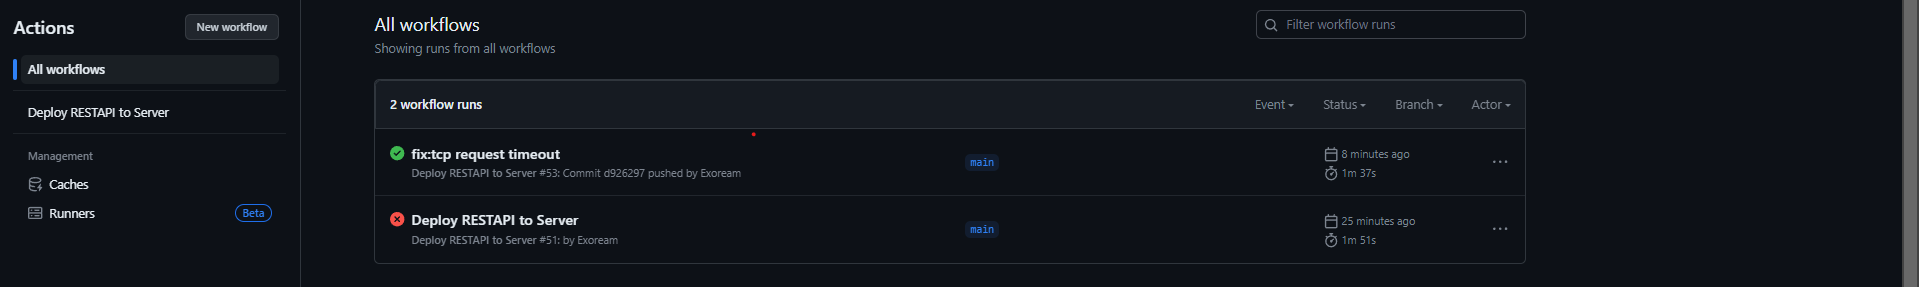 Actions
New workflow
All workflows
Deploy RESTAPI to Server
Management
Caches
Runners
Beta
All workflows
Showing runs from all workflows
Filter workflow runs
2 workflow runs
Event
Status
Branch
Actor
fix:tcp request timeout
Deploy RESTAPI to Server #53: Commit d926297 pushed by Exoream
main
8 minutes ago
1m 37s
Deploy RESTAPI to Server
Deploy RESTAPI to Server #51: by Exoream
main
25 minutes ago
1m 51s